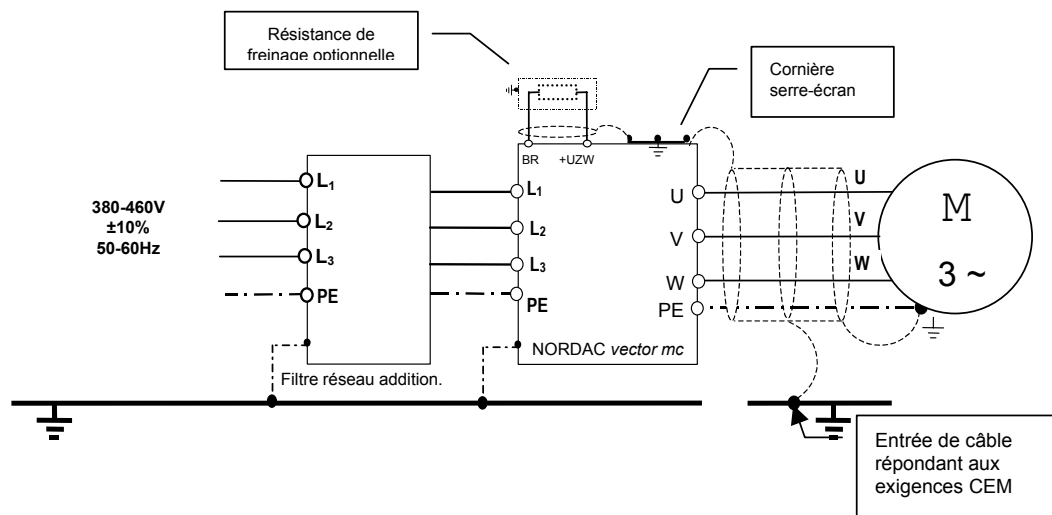 Résistance de
freinage optionnelle
Cornière
serre-écran
BR +UZW
380-460V
±10%
50-60Hz
L1
L2
L3
PE
L1
L2
L3
PE
U
V
W
PE
U
V
W
M
3 ~
NORDAC vector mc
Filtre réseau addition.
Entrée de câble
répondant aux
exigences CEM